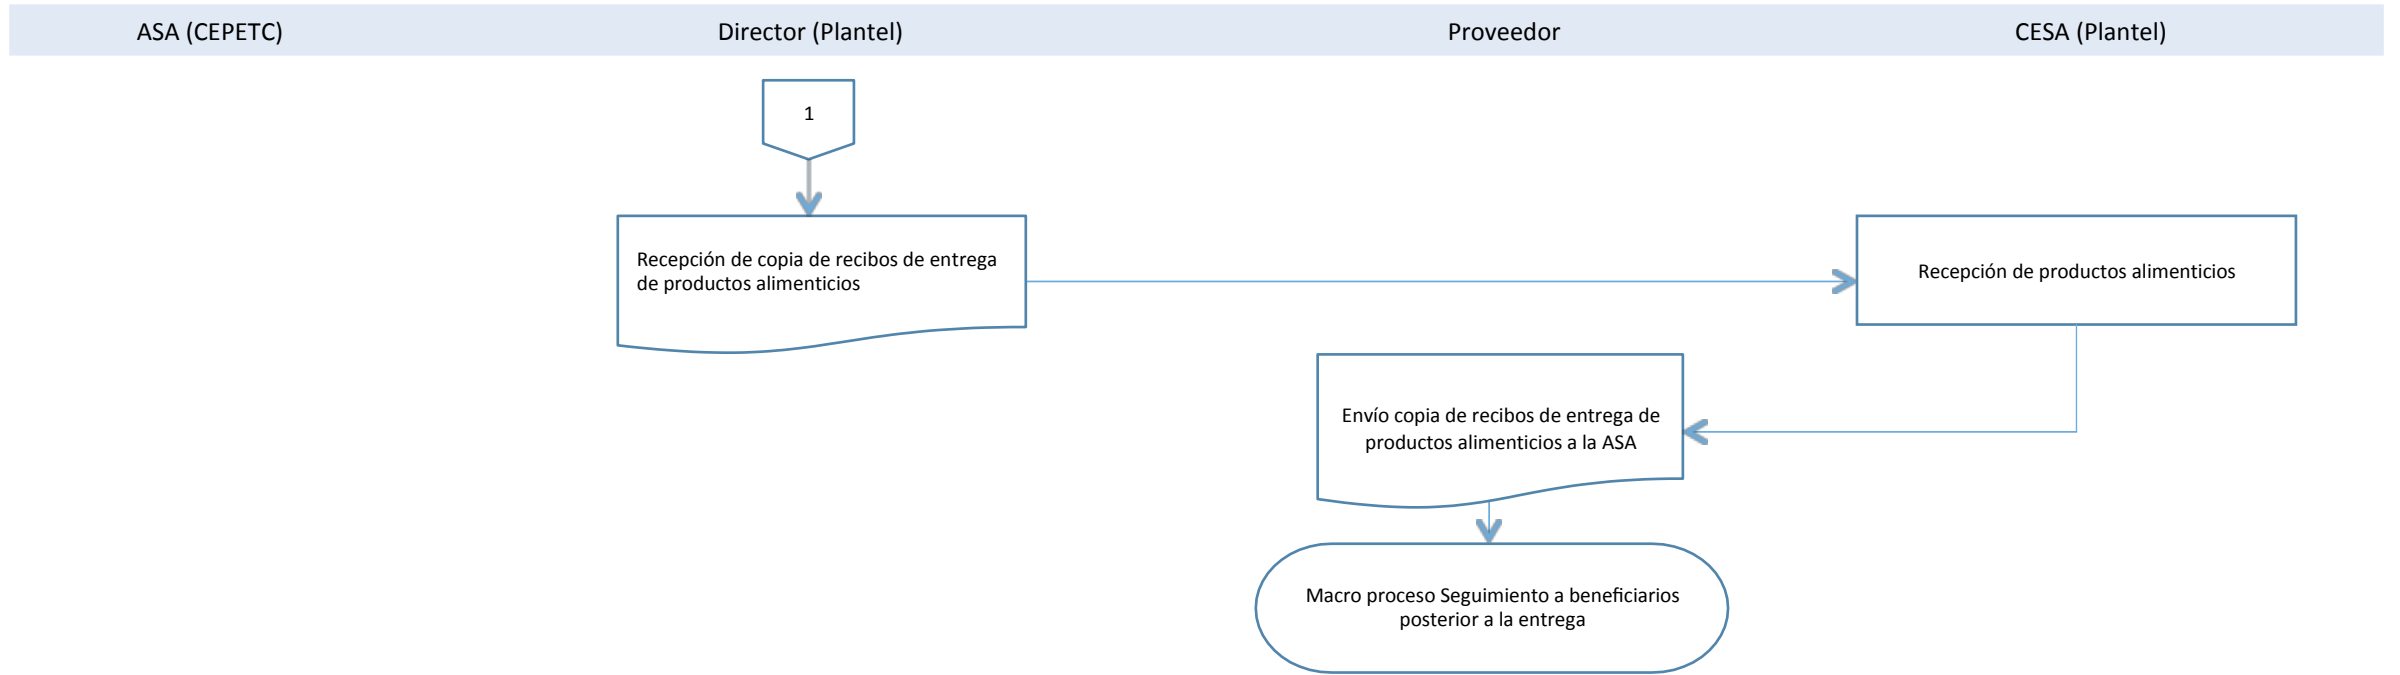 ASA (CEPETC)
Director (Plantel)
Proveedor
CESA (Plantel)
1
Recepción de copia de recibos de entrega
de productos alimenticios
Recepción de productos alimenticios
Envío copia de recibos de entrega de
productos alimenticios a la ASA
Macro proceso Seguimiento a beneficiarios
posterior a la entrega